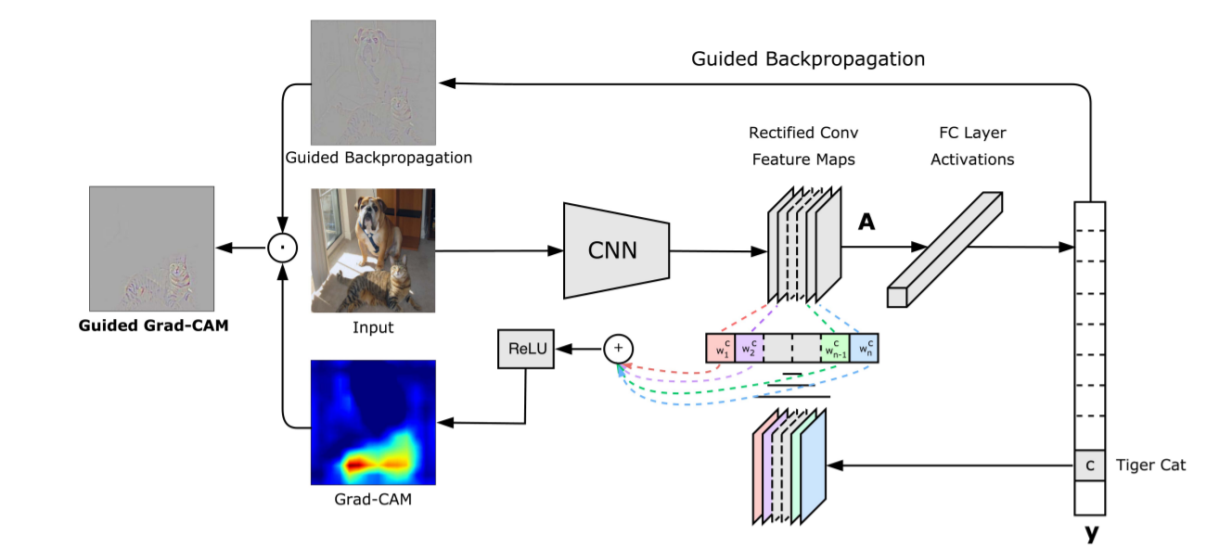 Guided Backpropagation
Rectified Conv
Feature Maps
FC Layer
Activations
Guided Backpropagation
A
CNN
Guided Grad-CAM
Input
ReLU
+
w₁ᶜ w₂ᶜ wₙ₋₁ᶜ wₙᶜ
c
Tiger Cat
Grad-CAM
y